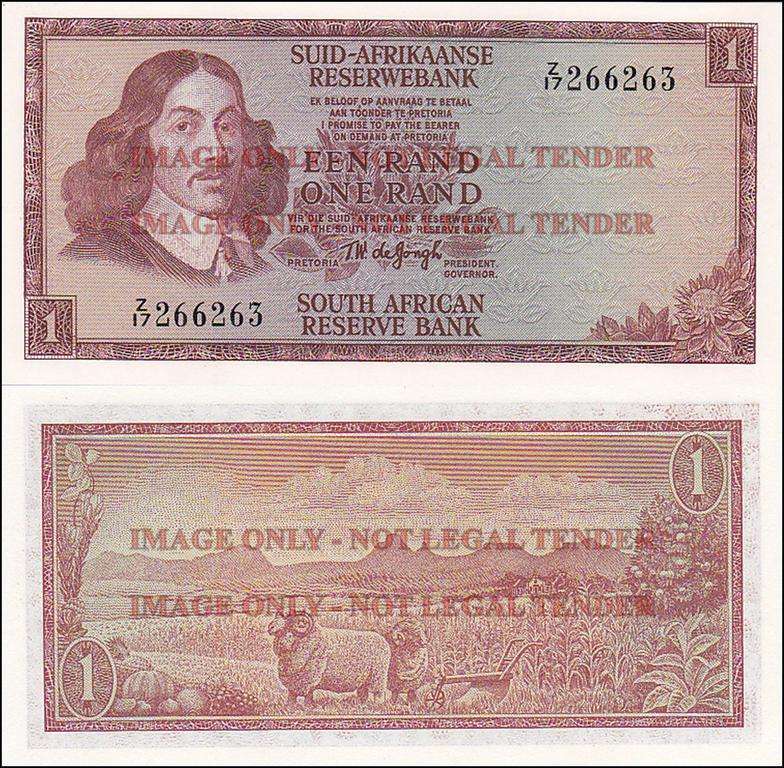 SUID-AFRIKAANSE
RESERWEBANK
1
Z/17 266263
EK BELOOF OP AANVRAAG TE BETAAL
AAN TOONDER TE PRETORIA
I PROMISE TO PAY THE BEARER
ON DEMAND AT PRETORIA
IMAGE ONLY - NOT LEGAL TENDER
EEN RAND
ONE RAND
IMAGE ONLY - NOT LEGAL TENDER
VIR DIE SUID-AFRIKAANSE RESERWEBANK
FOR THE SOUTH AFRICAN RESERVE BANK
T.W. de Jongh
PRETORIA PRESIDENT.
GOVERNOR.
1
Z/17 266263
SOUTH AFRICAN
RESERVE BANK
1
IMAGE ONLY - NOT LEGAL TENDER
IMAGE ONLY - NOT LEGAL TENDER
1